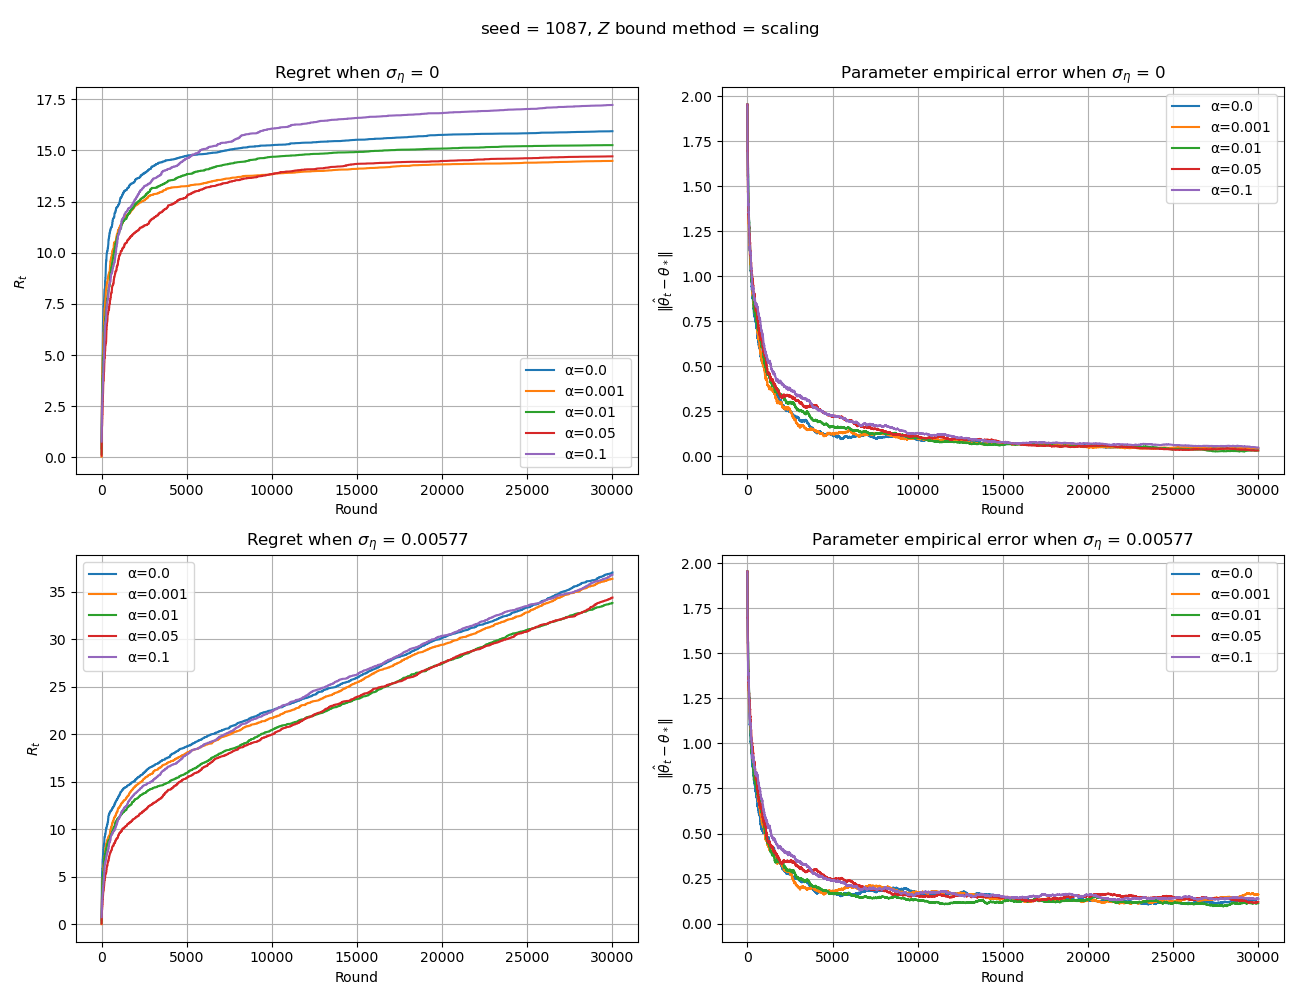 seed = 1087, Z bound method = scaling
Regret when σ_η = 0
17.5
15.0
12.5
10.0
7.5
5.0
2.5
0.0
R_t
α=0.0
α=0.001
α=0.01
α=0.05
α=0.1
0 5000 10000 15000 20000 25000 30000
Round
Parameter empirical error when σ_η = 0
2.00
1.75
1.50
1.25
1.00
0.75
0.50
0.25
0.00
‖θ̂_t − θ_*‖
α=0.0
α=0.001
α=0.01
α=0.05
α=0.1
0 5000 10000 15000 20000 25000 30000
Round
Regret when σ_η = 0.00577
35
30
25
20
15
10
5
0
R_t
α=0.0
α=0.001
α=0.01
α=0.05
α=0.1
0 5000 10000 15000 20000 25000 30000
Round
Parameter empirical error when σ_η = 0.00577
2.00
1.75
1.50
1.25
1.00
0.75
0.50
0.25
0.00
‖θ̂_t − θ_*‖
α=0.0
α=0.001
α=0.01
α=0.05
α=0.1
0 5000 10000 15000 20000 25000 30000
Round